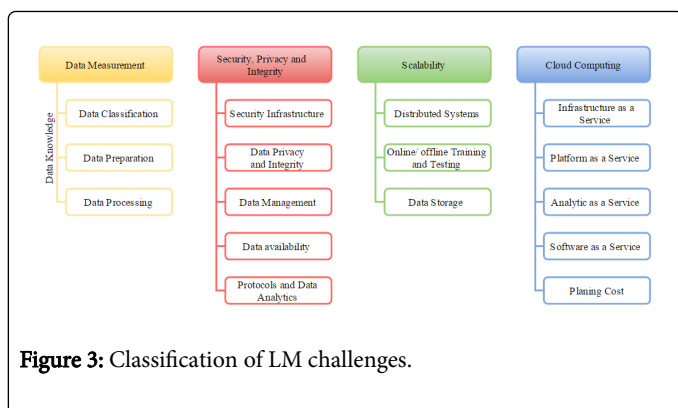 Data Measurement
Data Knowledge
Data Classification
Data Preparation
Data Processing
Security, Privacy and
Integrity
Security Infrastructure
Data Privacy
and Integrity
Data Management
Data availability
Protocols and Data
Analytics
Scalability
Distributed Systems
Online/ offline Training
and Testing
Data Storage
Cloud Computing
Infrastructure as a
Service
Platform as a Service
Analytic as a Service
Software as a Service
Planing Cost
Figure 3: Classification of LM challenges.